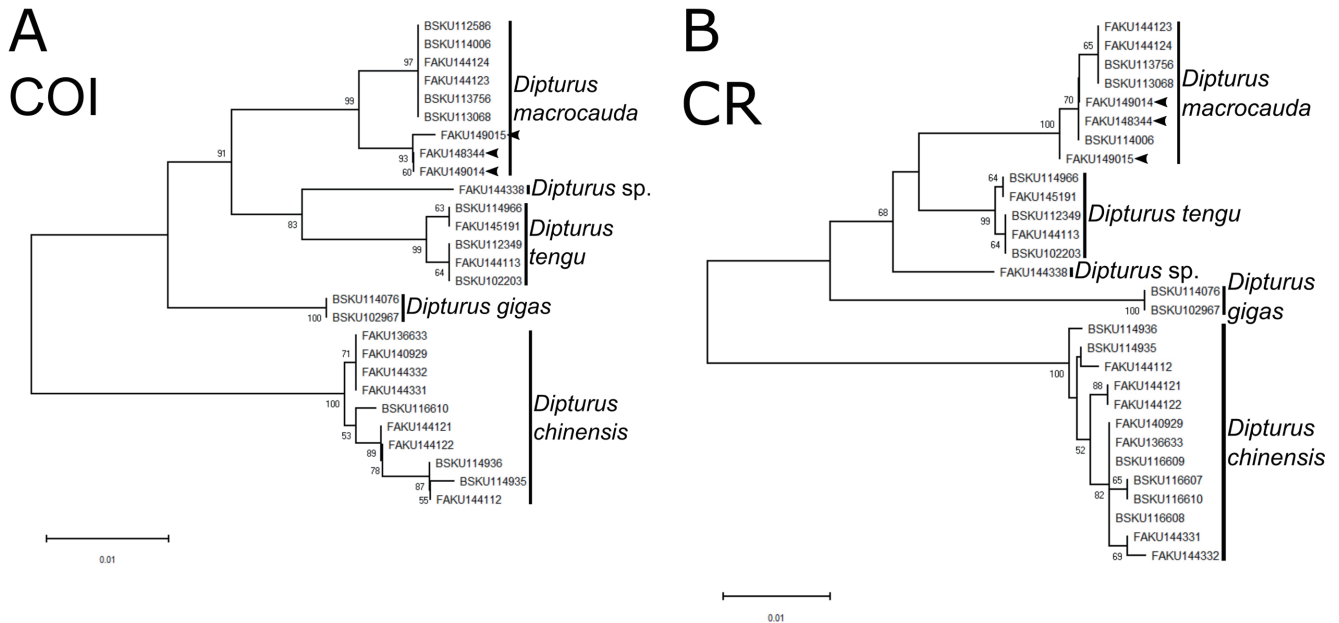 A
COI
BSKU112586
BSKU114006
FAKU144124
FAKU144123
BSKU113756
BSKU113068
FAKU149015
FAKU148344
FAKU149014
97
99
93
60
91
Dipturus
macrocauda
FAKU144338
Dipturus sp.
83
BSKU114966
FAKU145191
BSKU112349
FAKU144113
BSKU102203
63
99
64
Dipturus
tengu
BSKU114076
BSKU102967
100
Dipturus gigas
FAKU136633
FAKU140929
FAKU144332
FAKU144331
BSKU116610
FAKU144121
FAKU144122
BSKU114936
BSKU114935
FAKU144112
71
100
53
89
78
87
55
Dipturus
chinensis
0.01
B
CR
FAKU144123
FAKU144124
BSKU113756
BSKU113068
FAKU149014
FAKU148344
BSKU114006
FAKU149015
65
70
100
Dipturus
macrocauda
BSKU114966
FAKU145191
BSKU112349
FAKU144113
BSKU102203
64
99
64
68
Dipturus tengu
FAKU144338
Dipturus sp.
BSKU114076
BSKU102967
100
Dipturus
gigas
BSKU114936
BSKU114935
FAKU144112
FAKU144121
FAKU144122
FAKU140929
FAKU136633
BSKU116609
BSKU116607
BSKU116610
BSKU116608
FAKU144331
FAKU144332
100
88
52
65
82
69
Dipturus
chinensis
0.01